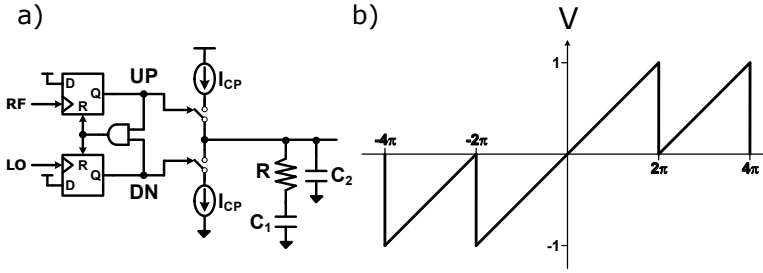 a)
D
Q
R
RF
UP
I_CP
LO
R
Q
D
DN
I_CP
R
C_1
C_2
b)
V
1
-4π
-2π
2π
4π
-1